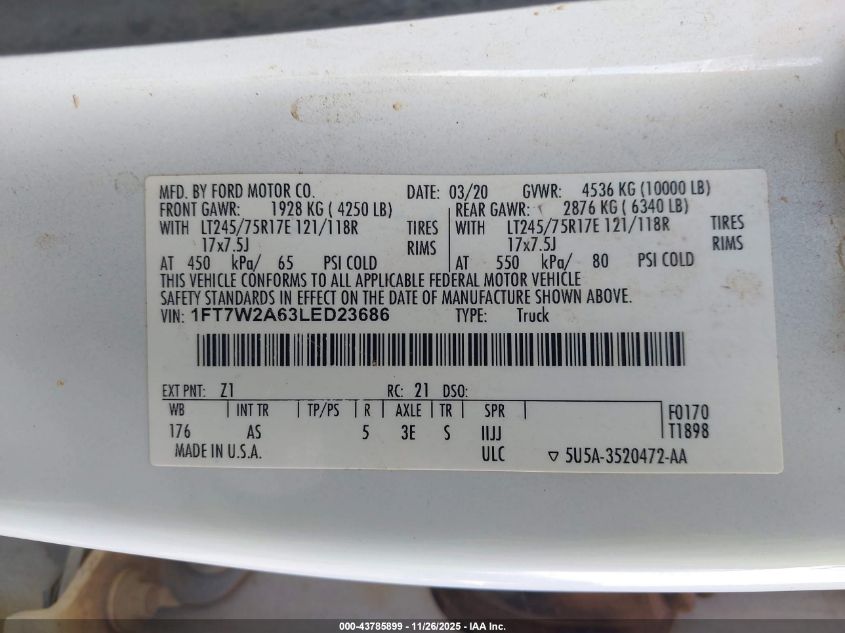 MFD. BY FORD MOTOR CO. DATE: 03/20 GVWR: 4536 KG (10000 LB)
FRONT GAWR: 1928 KG ( 4250 LB) REAR GAWR: 2876 KG ( 6340 LB)
WITH LT245/75R17E 121/118R TIRES WITH LT245/75R17E 121/118R TIRES
17x7.5J RIMS 17x7.5J RIMS
AT 450 kPa/ 65 PSI COLD AT 550 kPa/ 80 PSI COLD
THIS VEHICLE CONFORMS TO ALL APPLICABLE FEDERAL MOTOR VEHICLE
SAFETY STANDARDS IN EFFECT ON THE DATE OF MANUFACTURE SHOWN ABOVE.
VIN: 1FT7W2A63LED23686 TYPE: Truck
EXT PNT: Z1 RC: 21 DSO:
WB INT TR TP/PS R AXLE TR SPR F0170
176 AS 5 3E S IIJJ T1898
MADE IN U.S.A. ULC 5U5A-3520472-AA
000-43785899 — 11/26/2025 — IAA Inc.